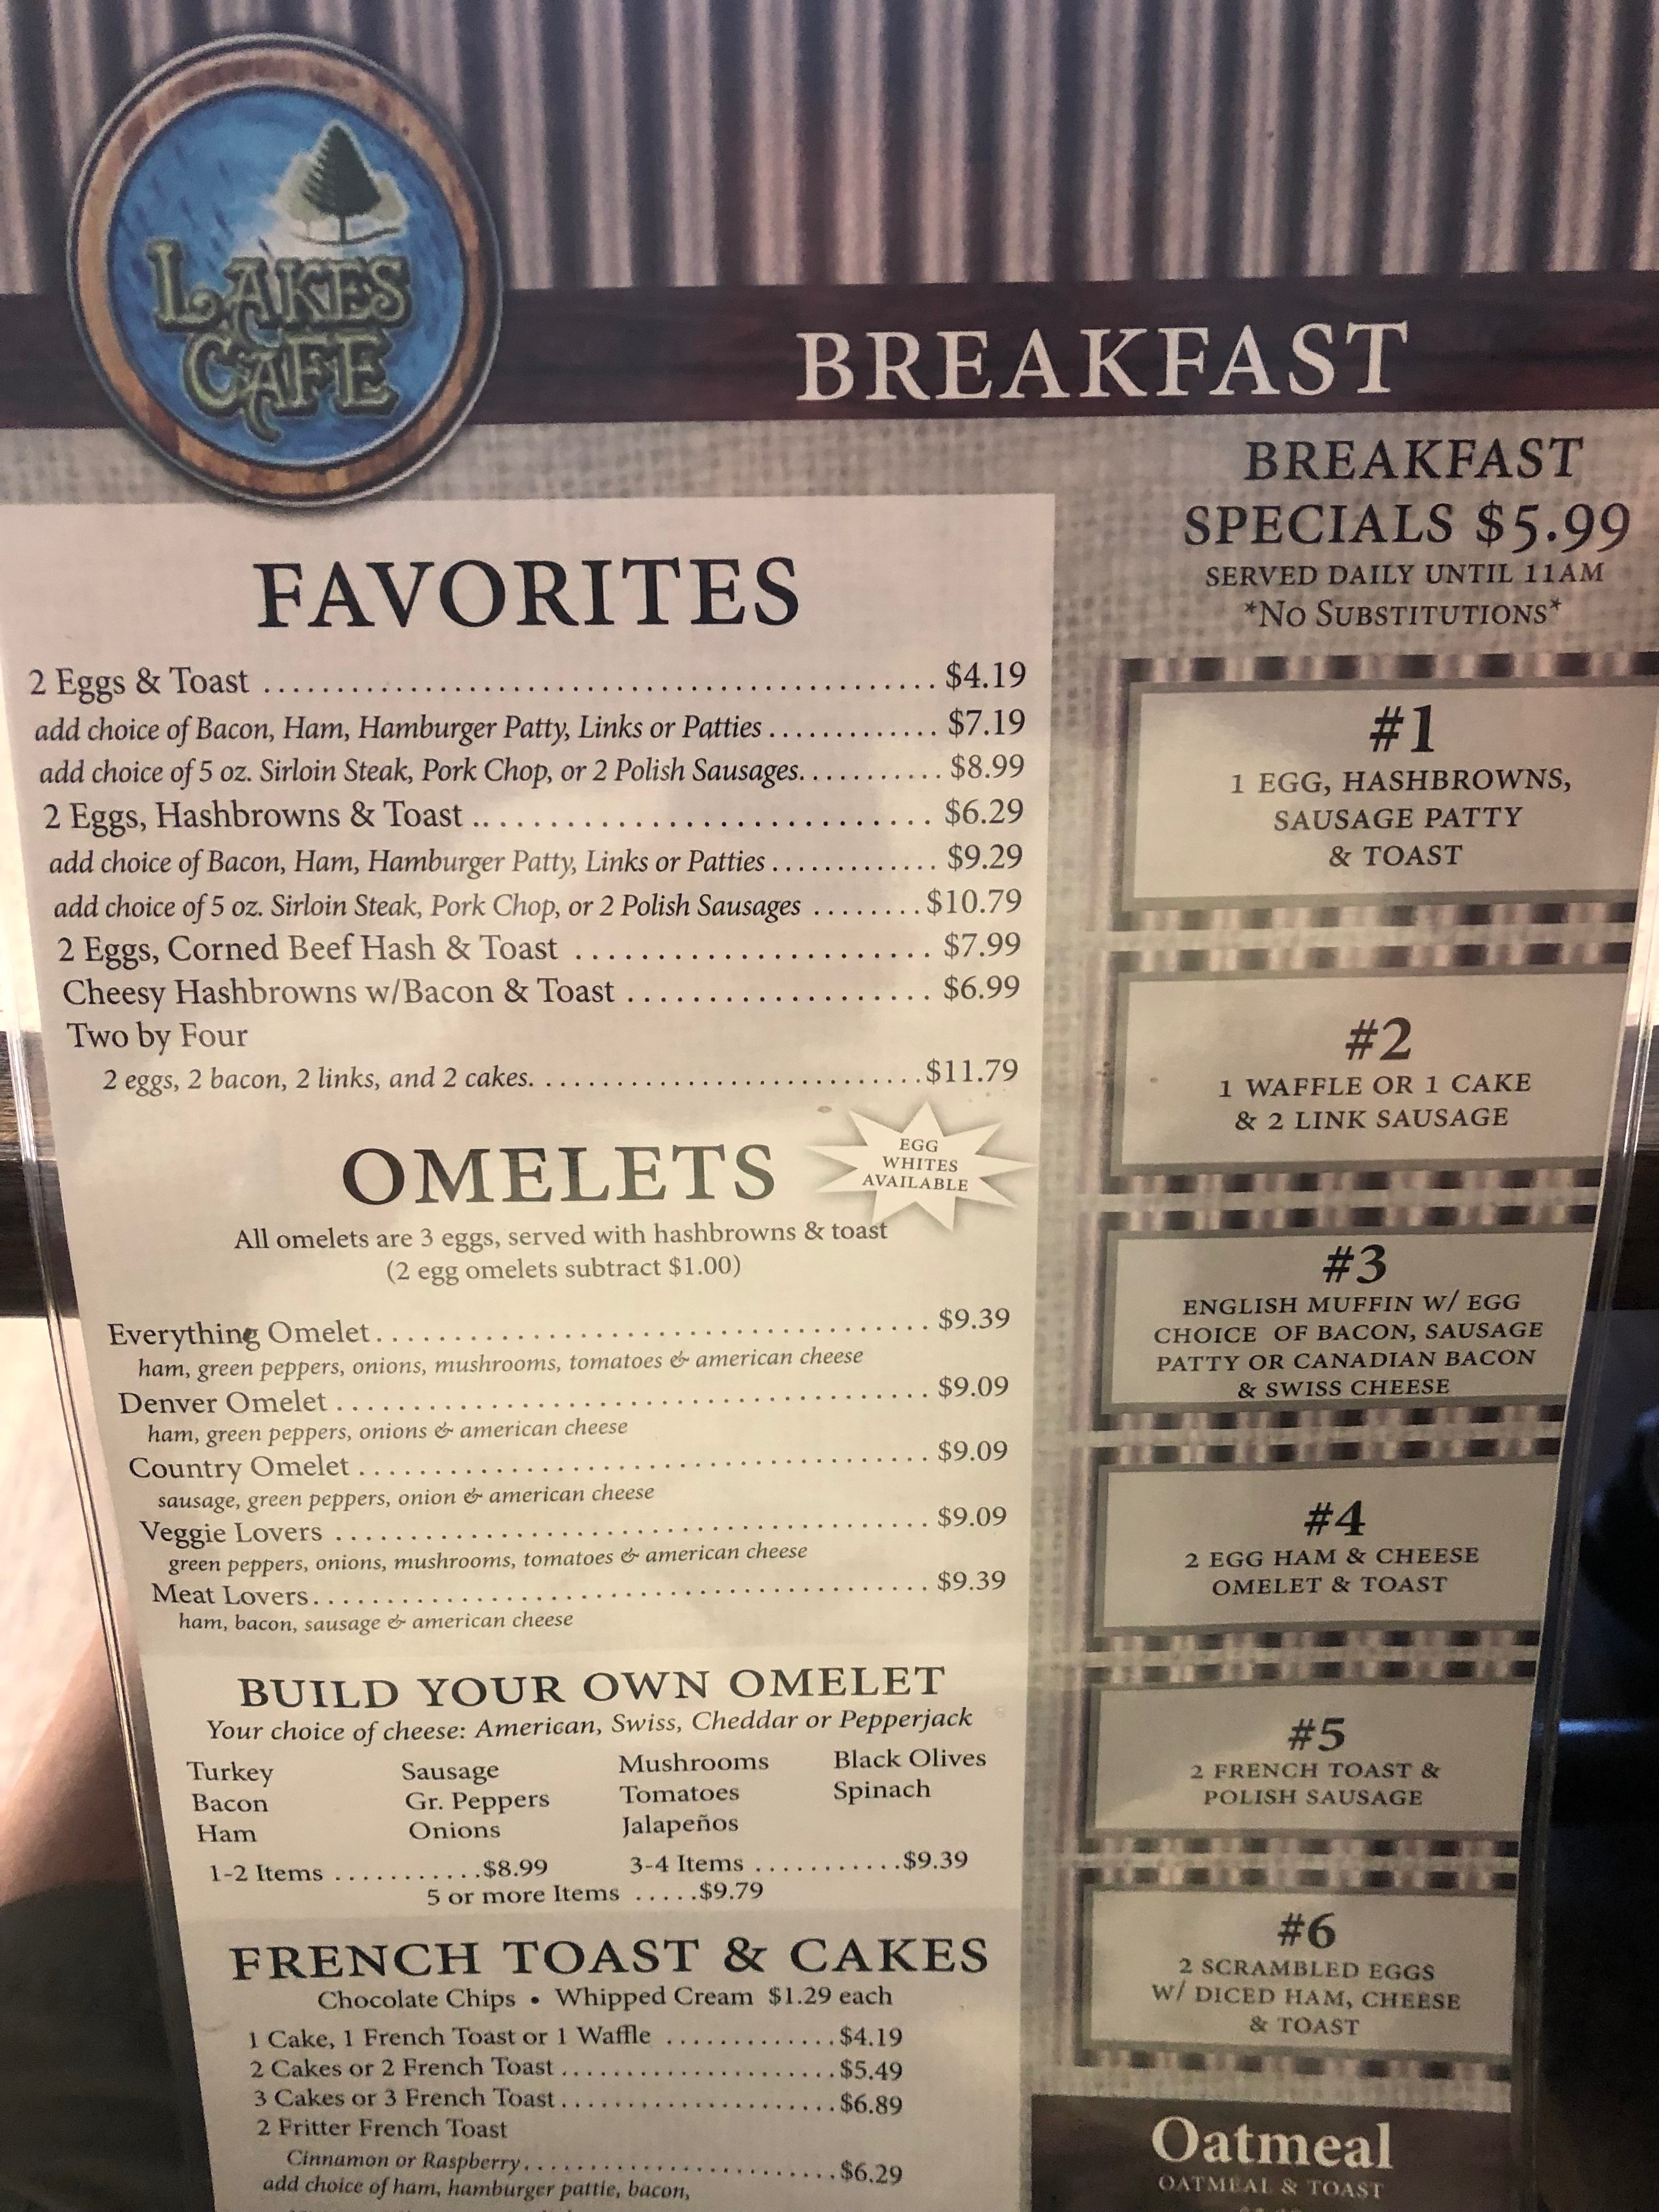 LAKES
CAFE
BREAKFAST
FAVORITES
2 Eggs & Toast ........................................... $4.19
add choice of Bacon, Ham, Hamburger Patty, Links or Patties ............. $7.19
add choice of 5 oz. Sirloin Steak, Pork Chop, or 2 Polish Sausages........... $8.99
2 Eggs, Hashbrowns & Toast .............................. $6.29
add choice of Bacon, Ham, Hamburger Patty, Links or Patties ............. $9.29
add choice of 5 oz. Sirloin Steak, Pork Chop, or 2 Polish Sausages ........ $10.79
2 Eggs, Corned Beef Hash & Toast ....................... $7.99
Cheesy Hashbrowns w/Bacon & Toast .................... $6.99
Two by Four
2 eggs, 2 bacon, 2 links, and 2 cakes. ............................ $11.79
OMELETS
EGG
WHITES
AVAILABLE
All omelets are 3 eggs, served with hashbrowns & toast
(2 egg omelets subtract $1.00)
Everything Omelet..................................... $9.39
ham, green peppers, onions, mushrooms, tomatoes & american cheese
Denver Omelet ....................................... $9.09
ham, green peppers, onions & american cheese
Country Omelet ..................................... $9.09
sausage, green peppers, onion & american cheese
Veggie Lovers ....................................... $9.09
green peppers, onions, mushrooms, tomatoes & american cheese
Meat Lovers......................................... $9.39
ham, bacon, sausage & american cheese
BUILD YOUR OWN OMELET
Your choice of cheese: American, Swiss, Cheddar or Pepperjack
Turkey Sausage Mushrooms Black Olives
Bacon Gr. Peppers Tomatoes Spinach
Ham Onions Jalapeños
1-2 Items ...........$8.99 3-4 Items ...........$9.39
5 or more Items .....$9.79
FRENCH TOAST & CAKES
Chocolate Chips • Whipped Cream $1.29 each
1 Cake, 1 French Toast or 1 Waffle .............$4.19
2 Cakes or 2 French Toast .....................$5.49
3 Cakes or 3 French Toast .....................$6.89
2 Fritter French Toast
Cinnamon or Raspberry........................$6.29
add choice of ham, hamburger pattie, bacon,
BREAKFAST
SPECIALS $5.99
SERVED DAILY UNTIL 11AM
*NO SUBSTITUTIONS*
#1
1 EGG, HASHBROWNS,
SAUSAGE PATTY
& TOAST
#2
1 WAFFLE OR 1 CAKE
& 2 LINK SAUSAGE
#3
ENGLISH MUFFIN W/ EGG
CHOICE OF BACON, SAUSAGE
PATTY OR CANADIAN BACON
& SWISS CHEESE
#4
2 EGG HAM & CHEESE
OMELET & TOAST
#5
2 FRENCH TOAST &
POLISH SAUSAGE
#6
2 SCRAMBLED EGGS
W/ DICED HAM, CHEESE
& TOAST
Oatmeal
OATMEAL & TOAST